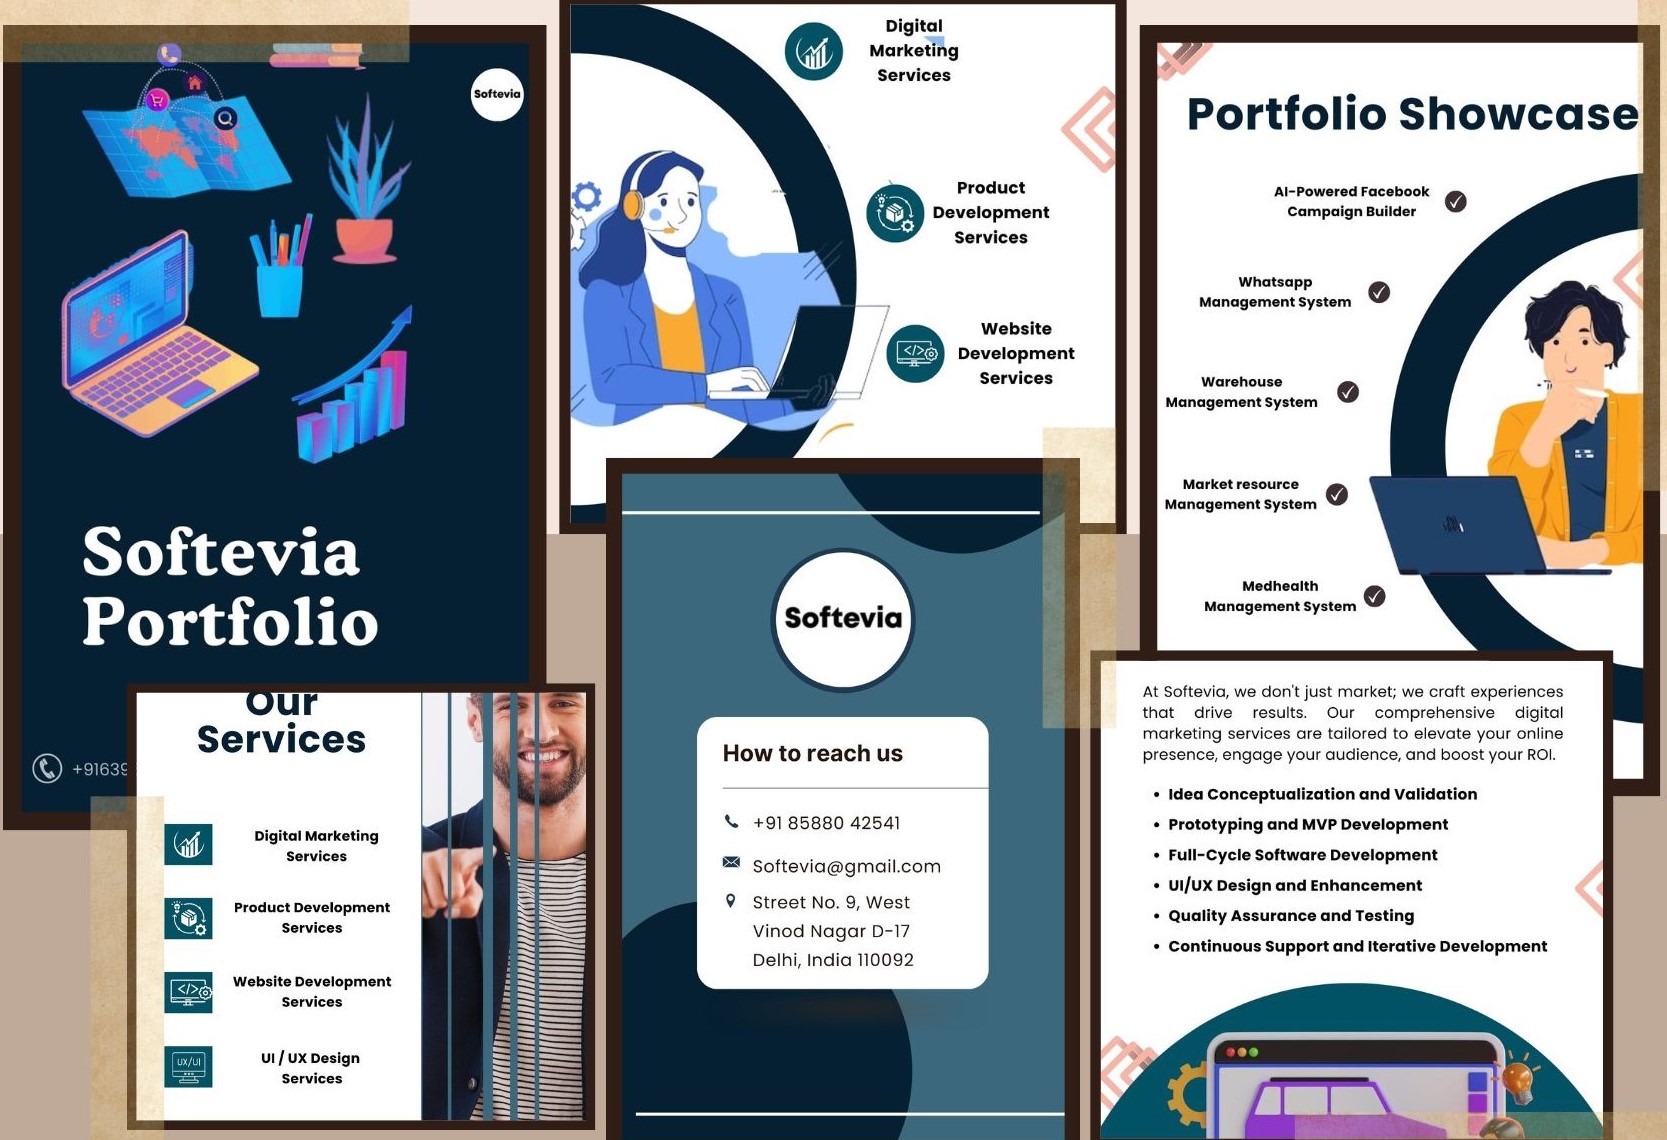 Softevia
Softevia
Portfolio
+91639
Digital
Marketing
Services
Product
Development
Services
Website
Development
Services
Portfolio Showcase
AI-Powered Facebook
Campaign Builder
Whatsapp
Management System
Warehouse
Management System
Market resource
Management System
Medhealth
Management System
Our
Services
Digital Marketing
Services
Product Development
Services
Website Development
Services
UX/UI
UI / UX Design
Services
Softevia
How to reach us
+91 85880 42541
Softevia@gmail.com
Street No. 9, West
Vinod Nagar D-17
Delhi, India 110092
At Softevia, we don't just market; we craft experiences
that drive results. Our comprehensive digital
marketing services are tailored to elevate your online
presence, engage your audience, and boost your ROI.
• Idea Conceptualization and Validation
• Prototyping and MVP Development
• Full-Cycle Software Development
• UI/UX Design and Enhancement
• Quality Assurance and Testing
• Continuous Support and Iterative Development